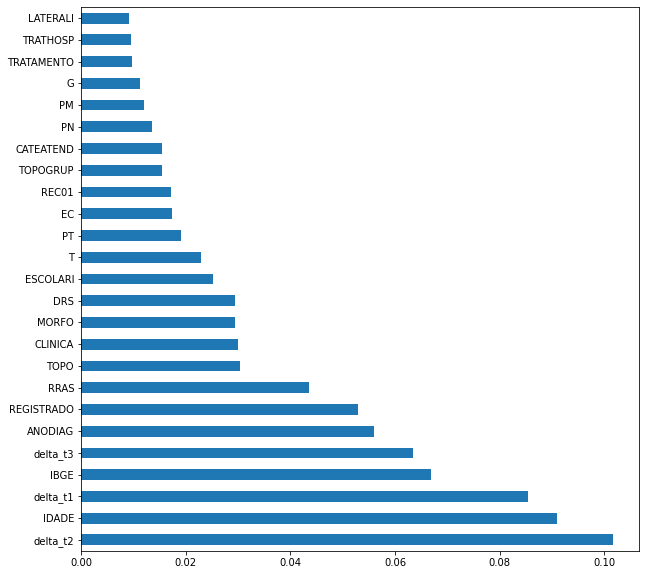 LATERALI
TRATHOSP
TRATAMENTO
G
PM
PN
CATEATEND
TOPOGRUP
REC01
EC
PT
T
ESCOLARI
DRS
MORFO
CLINICA
TOPO
RRAS
REGISTRADO
ANODIAG
delta_t3
IBGE
delta_t1
IDADE
delta_t2
0.00 0.02 0.04 0.06 0.08 0.10